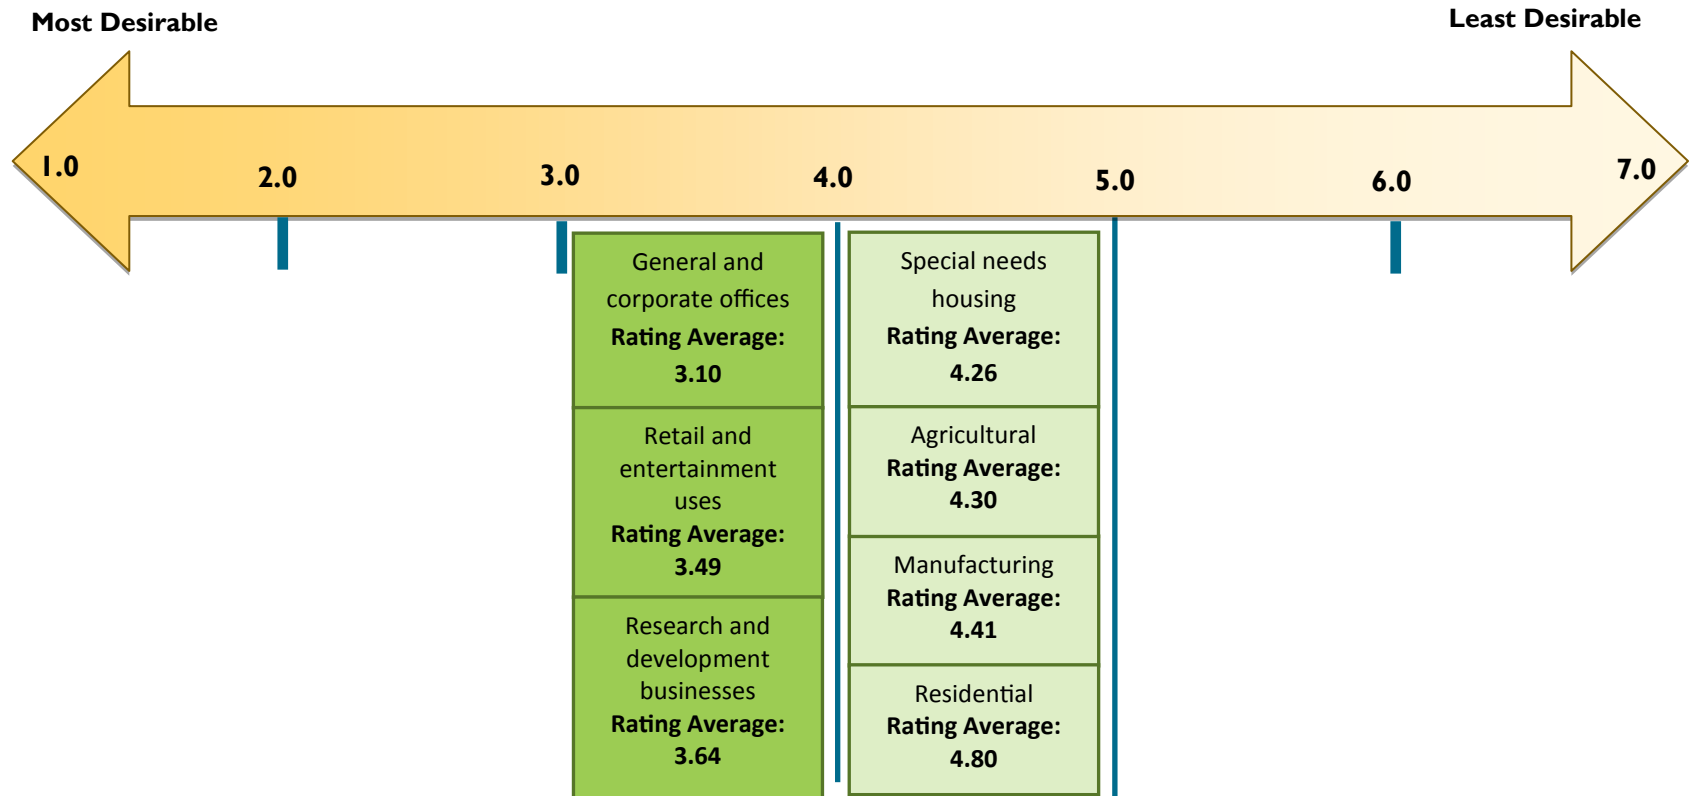 Most Desirable
Least Desirable
1.0
2.0
3.0
4.0
5.0
6.0
7.0
General and
corporate offices
Rating Average:
3.10
Retail and
entertainment
uses
Rating Average:
3.49
Research and
development
businesses
Rating Average:
3.64
Special needs
housing
Rating Average:
4.26
Agricultural
Rating Average:
4.30
Manufacturing
Rating Average:
4.41
Residential
Rating Average:
4.80